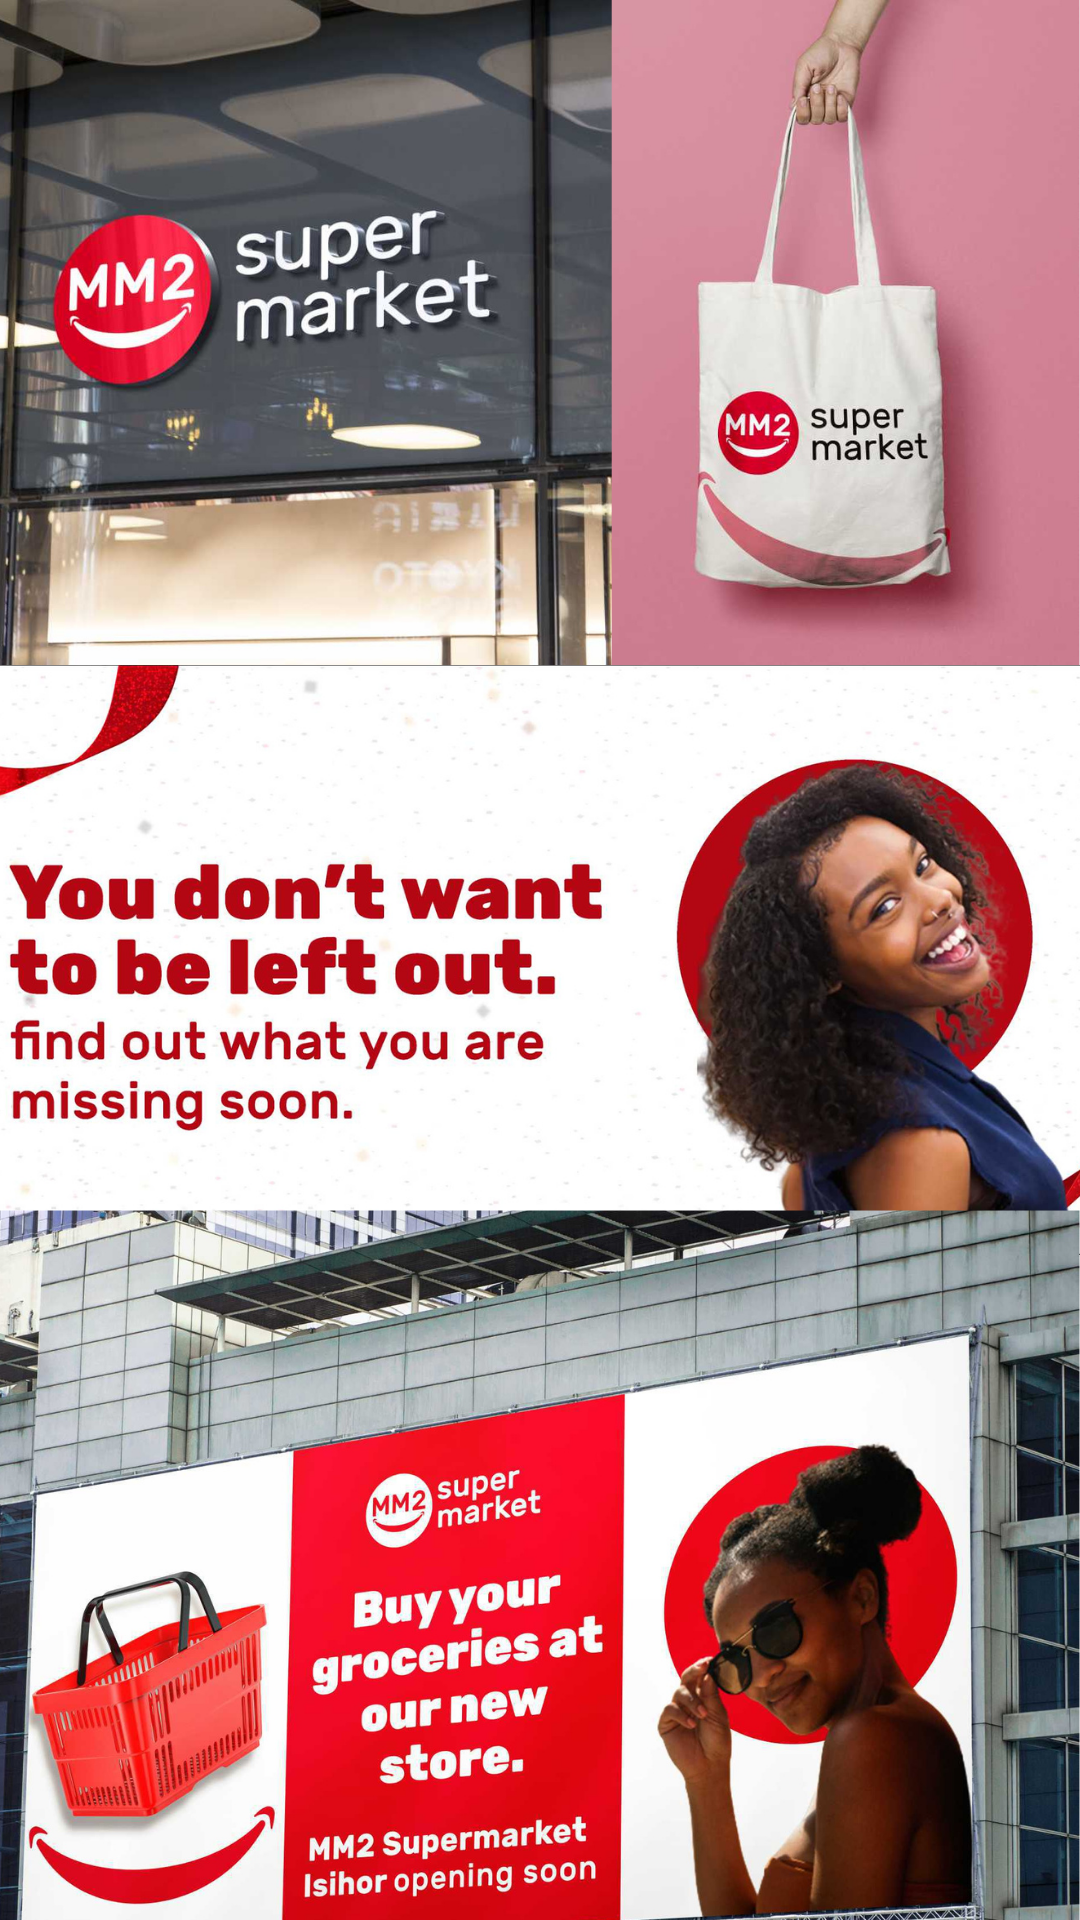 MM2
super
market
MM2
super
market
You don't want
to be left out.
find out what you are
missing soon.
MM2
super
market
Buy your
groceries at
our new
store.
MM2 Supermarket
Isihor opening soon